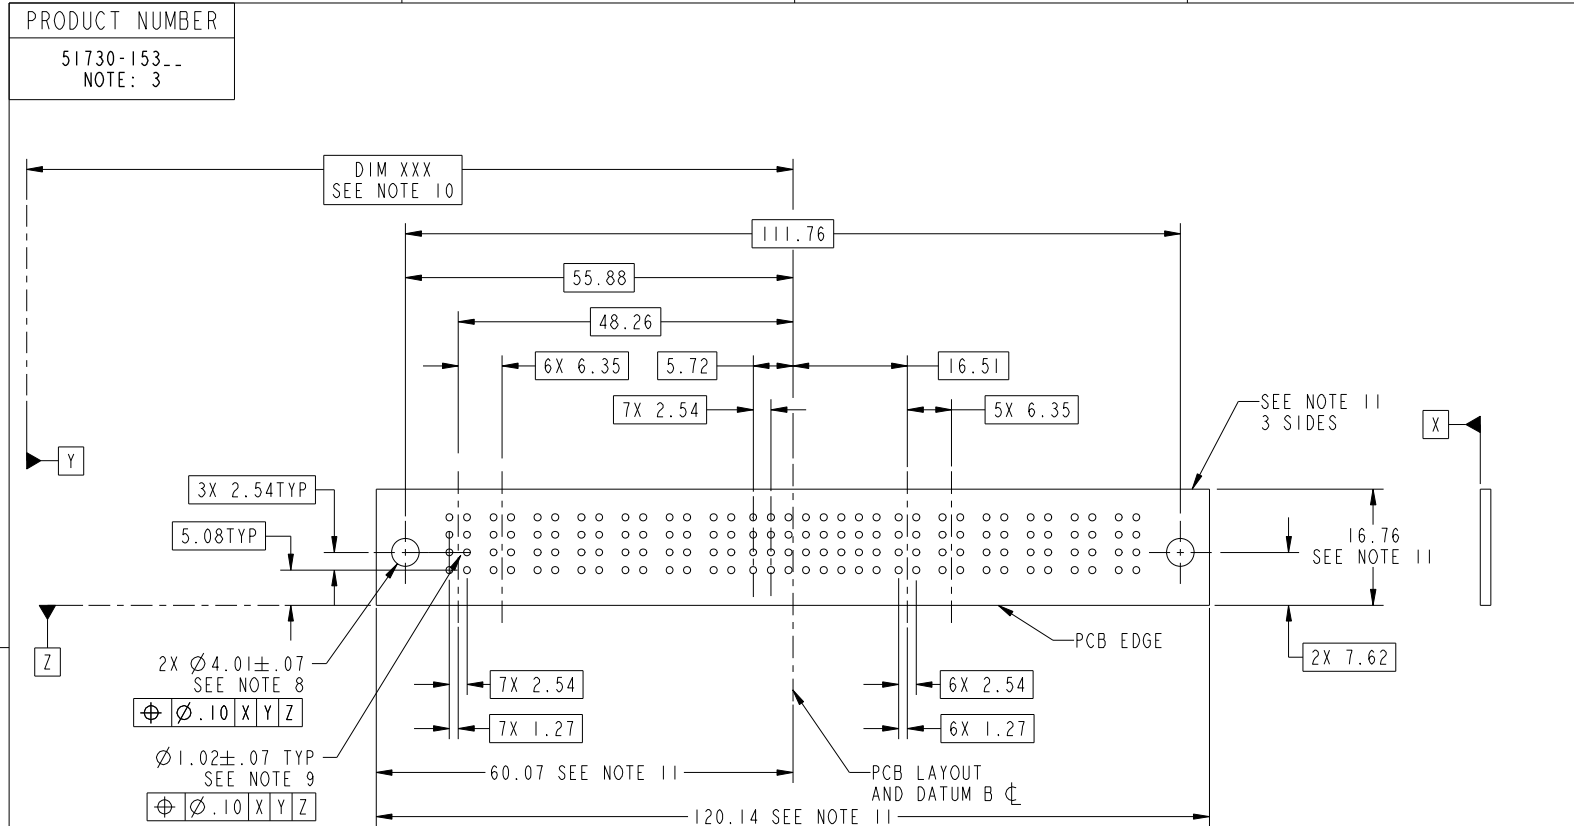 PRODUCT NUMBER
51730-153__
NOTE: 3
DIM XXX
SEE NOTE 10
111.76
55.88
48.26
6X 6.35
5.72
16.51
7X 2.54
5X 6.35
SEE NOTE 11
3 SIDES
X
Y
3X 2.54TYP
5.08TYP
16.76
SEE NOTE 11
Z
PCB EDGE
2X 7.62
2X Ø4.01±.07
SEE NOTE 8
⌖ Ø.10 X Y Z
7X 2.54
6X 2.54
7X 1.27
6X 1.27
Ø1.02±.07 TYP
SEE NOTE 9
⌖ Ø.10 X Y Z
60.07 SEE NOTE 11
PCB LAYOUT
AND DATUM B ℄
120.14 SEE NOTE 11